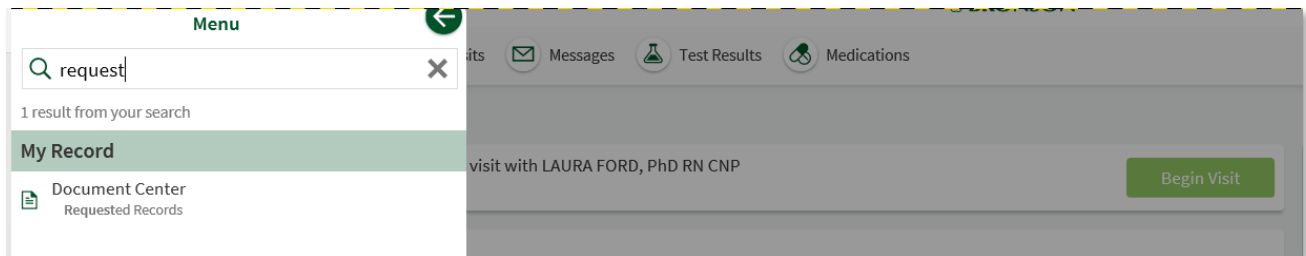 Menu
request
1 result from your search
My Record
Document Center
Requested Records
Messages
Test Results
Medications
visit with LAURA FORD, PhD RN CNP
Begin Visit